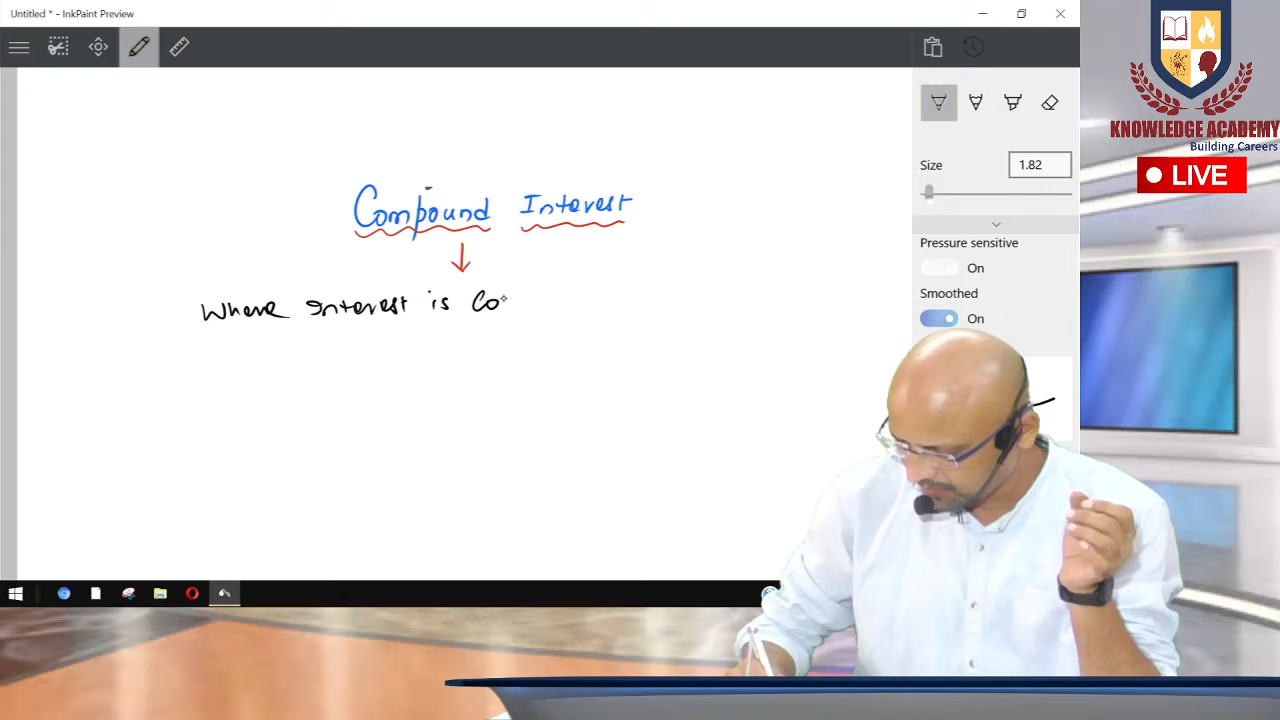 Untitled * - InkPaint Preview
KNOWLEDGE ACADEMY
Building Careers
LIVE
Size
1.82
Pressure sensitive
On
Smoothed
On
Compound Interest
Where Interest is Co